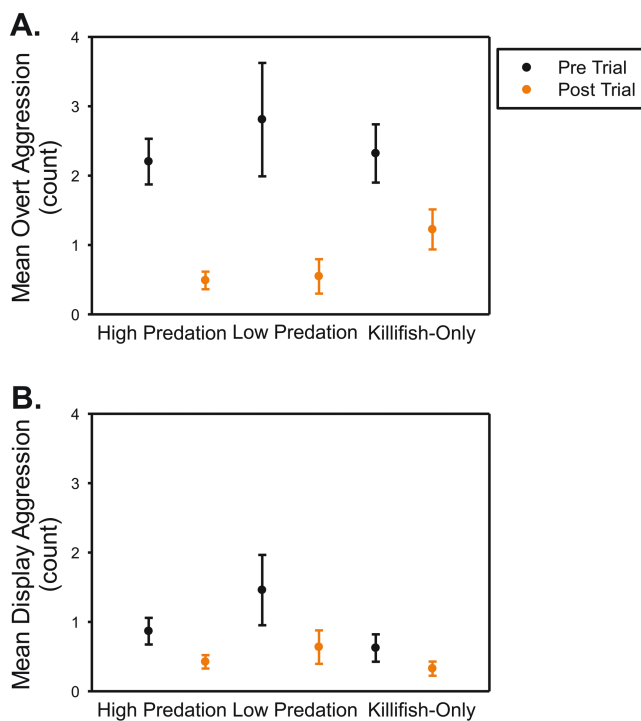 A.
4
3
2
1
0
Mean Overt Aggression
(count)
High Predation Low Predation Killifish-Only
Pre Trial
Post Trial
B.
4
3
2
1
0
Mean Display Aggression
(count)
High Predation Low Predation Killifish-Only